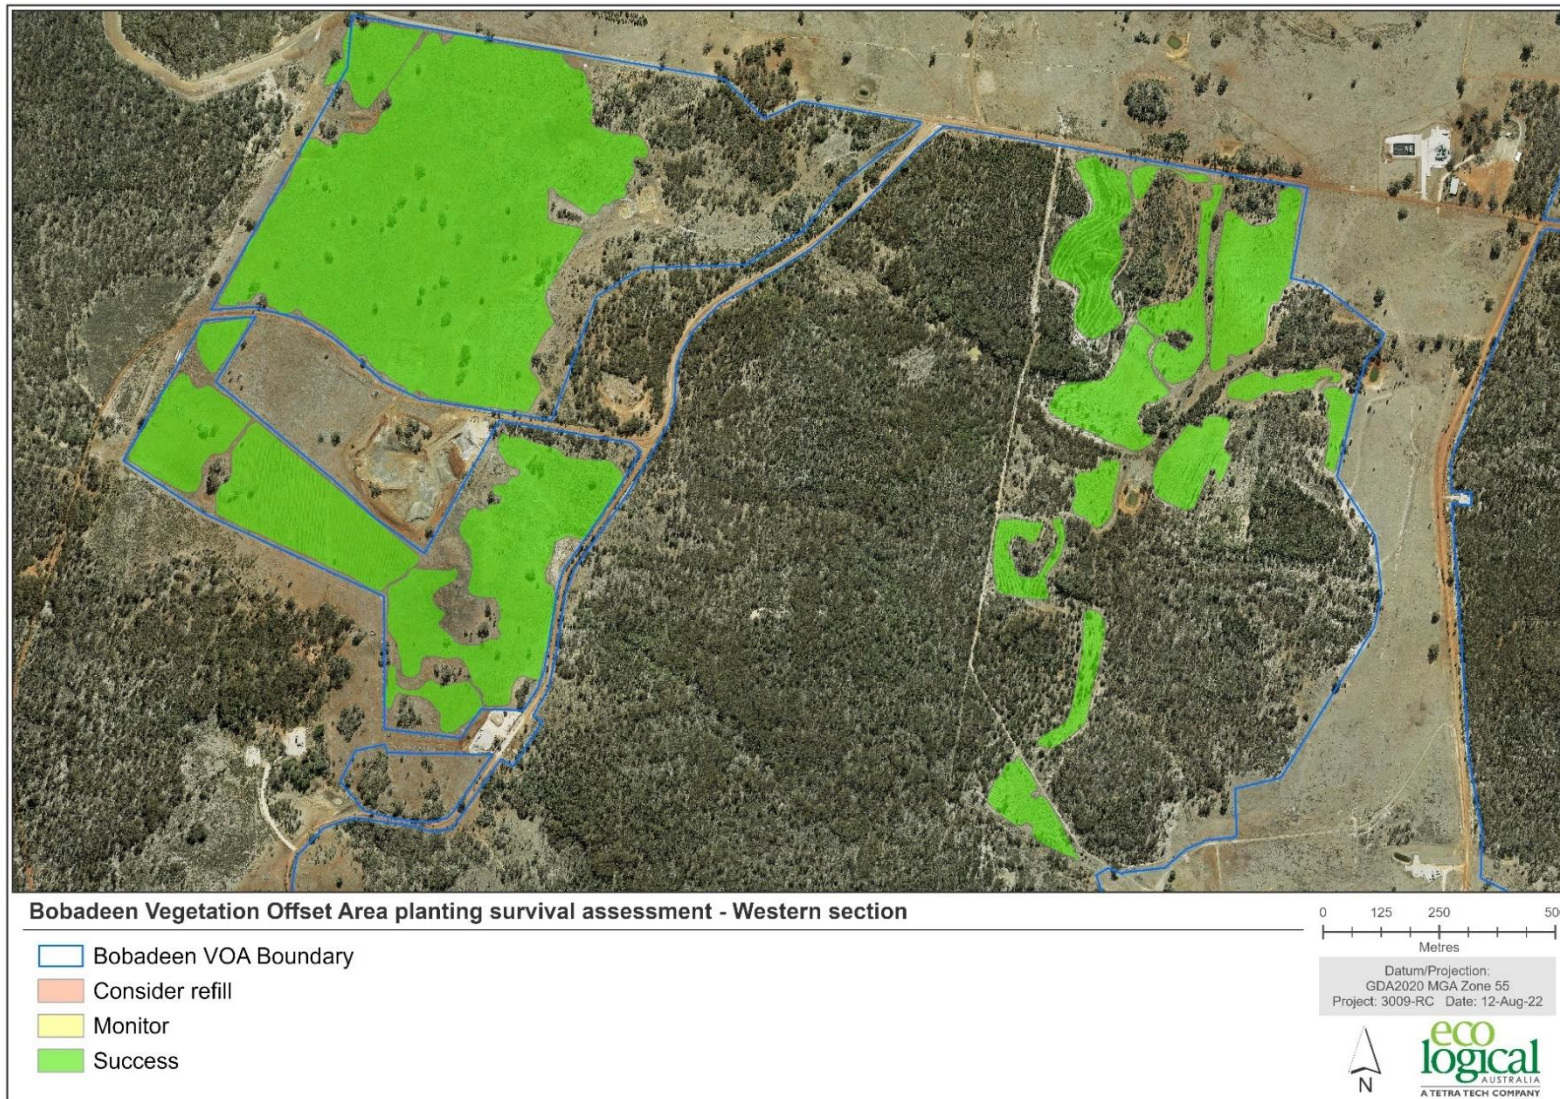 Bobadeen Vegetation Offset Area planting survival assessment - Western section
Bobadeen VOA Boundary
Consider refill
Monitor
Success
0 125 250 50
Metres
Datum/Projection:
GDA2020 MGA Zone 55
Project: 3009-RC Date: 12-Aug-22
N
eco
logical
AUSTRALIA
A TETRA TECH COMPANY